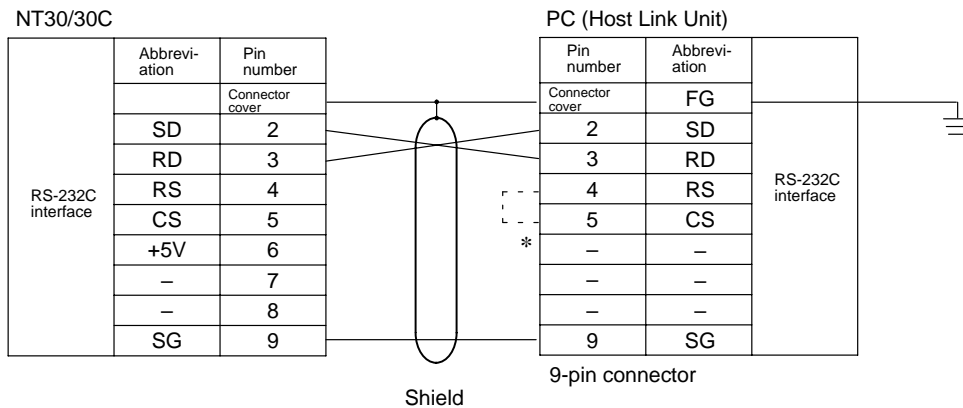 NT30/30C
PC (Host Link Unit)
Abbrevi-
ation
Pin
number
Pin
number
Abbrevi-
ation
Connector
cover
Connector
cover
FG
SD 2 2 SD
RD 3 3 RD
RS 4 4 RS
CS 5 5 CS
+5V 6 * – –
– 7 – –
– 8 – –
SG 9 9 SG
RS-232C
interface
RS-232C
interface
9-pin connector
Shield